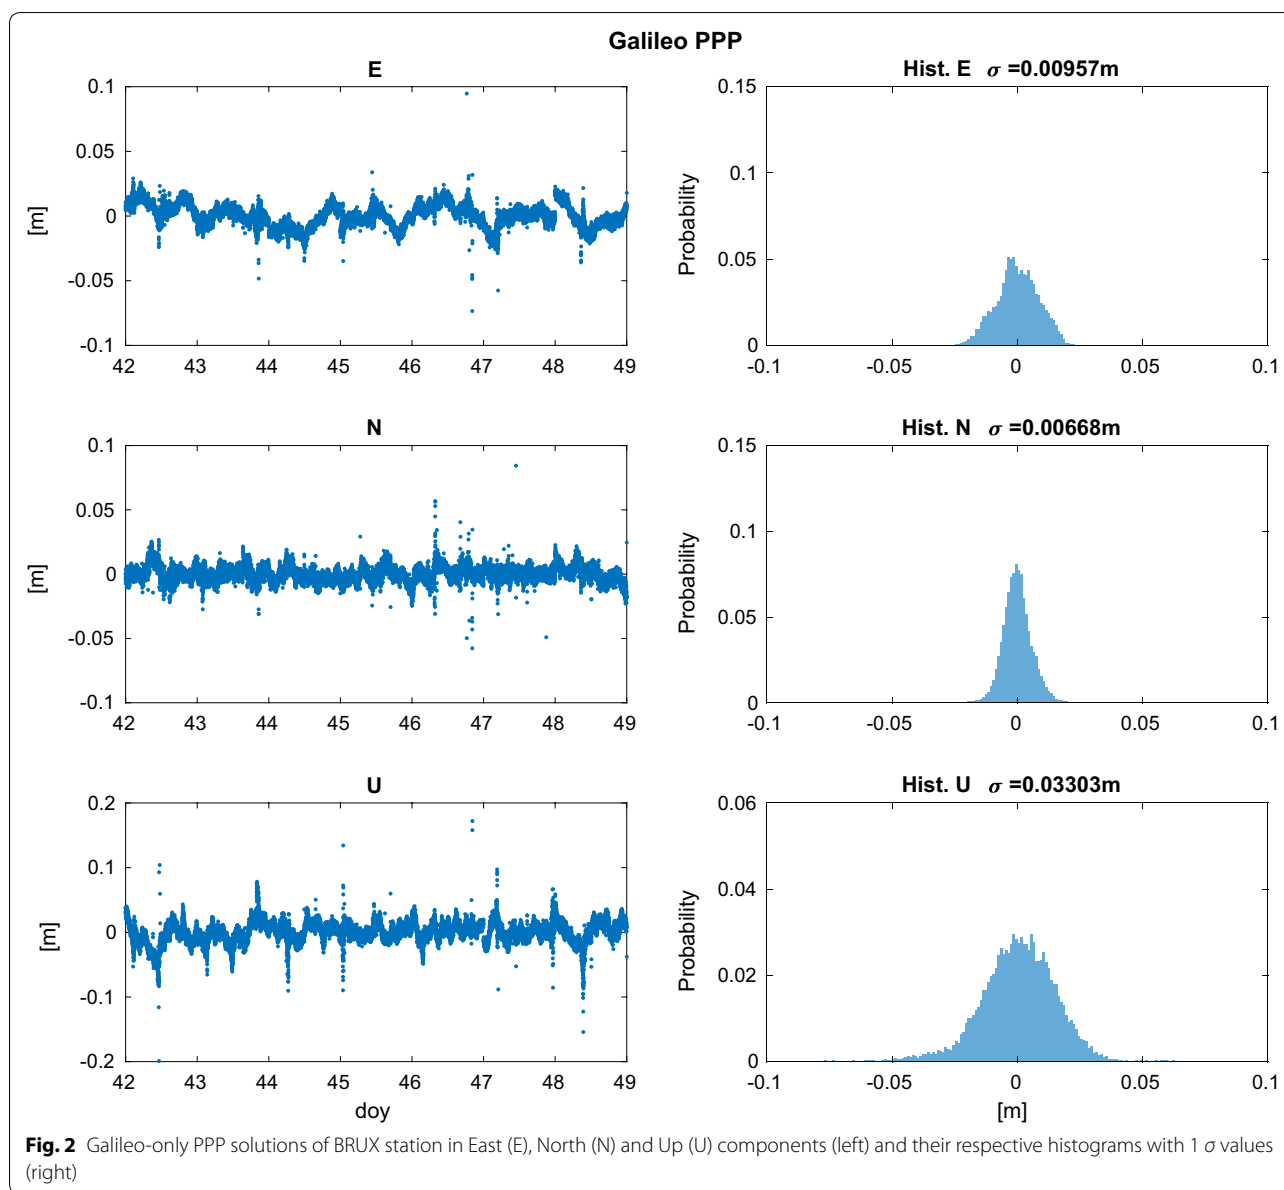 Galileo PPP
E
0.1
0.05
0
-0.05
-0.1
[m]
42 43 44 45 46 47 48 49
Hist. E σ =0.00957m
0.15
0.1
0.05
0
Probability
-0.1 -0.05 0 0.05 0.1
N
0.1
0.05
0
-0.05
-0.1
[m]
42 43 44 45 46 47 48 49
Hist. N σ =0.00668m
0.15
0.1
0.05
0
Probability
-0.1 -0.05 0 0.05 0.1
U
0.2
0.1
0
-0.1
-0.2
[m]
42 43 44 45 46 47 48 49
doy
Hist. U σ =0.03303m
0.06
0.04
0.02
0
Probability
-0.1 -0.05 0 0.05 0.1
[m]
Fig. 2 Galileo-only PPP solutions of BRUX station in East (E), North (N) and Up (U) components (left) and their respective histograms with 1 σ values
(right)